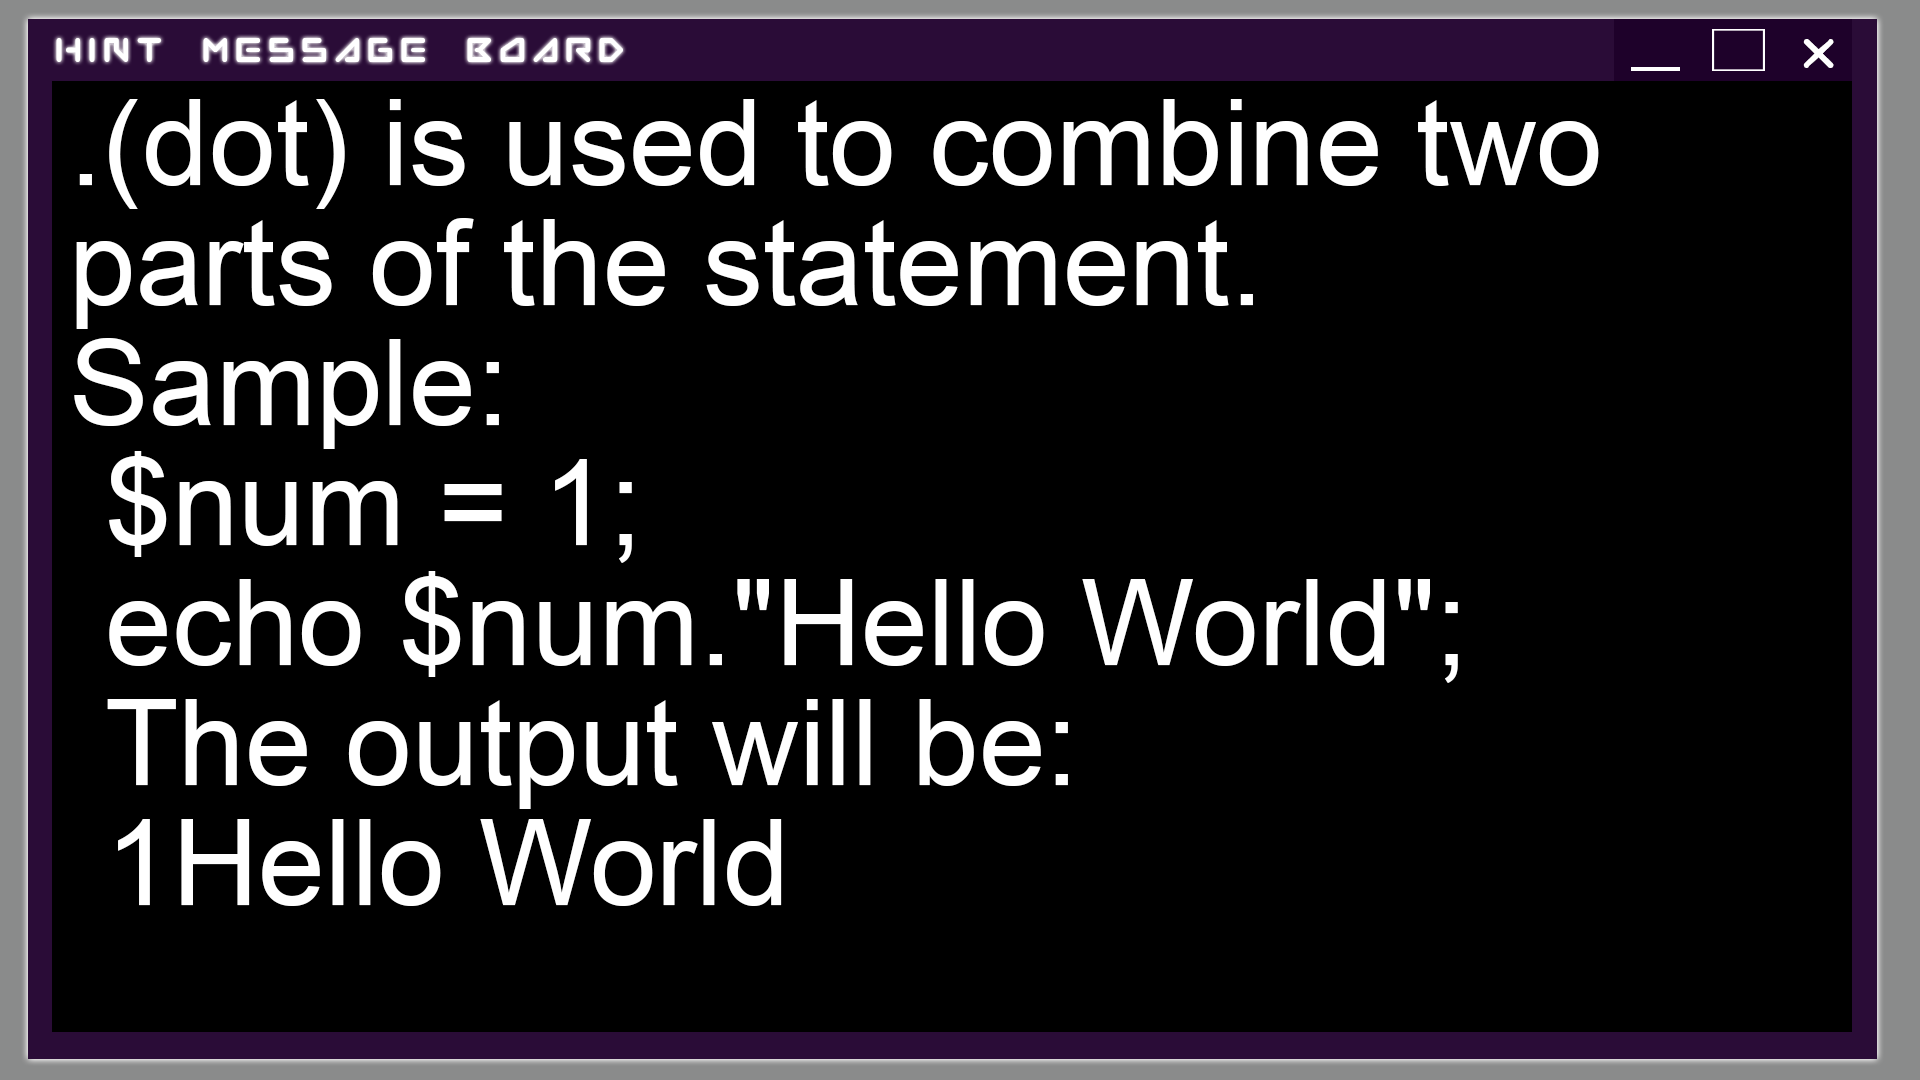 HINT MESSAGE BOARD
.(dot) is used to combine two
parts of the statement.
Sample:
$num = 1;
echo $num."Hello World";
The output will be:
1Hello World